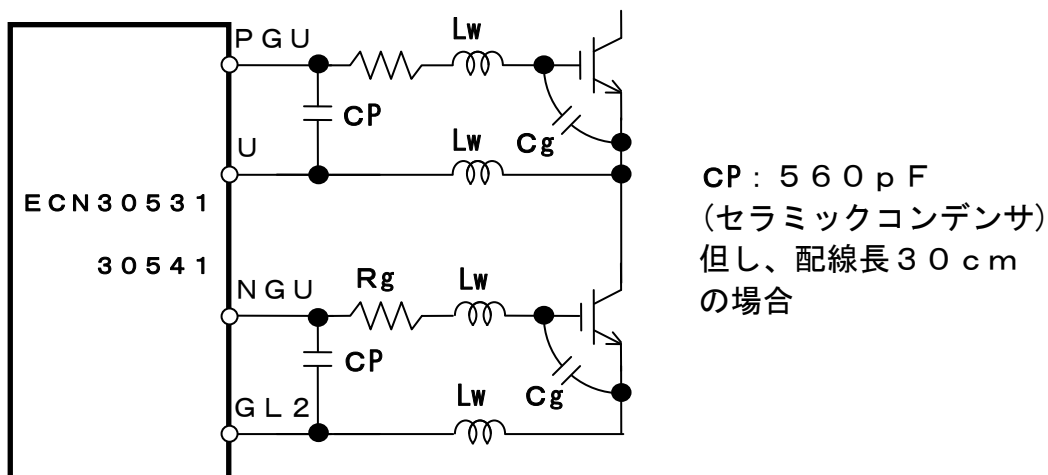 PGU
Lw
CP
Cg
U
Lw
ECN30531
30541
NGU
Rg
Lw
CP
Cg
GL2
Lw
CP:560pF
(セラミックコンデンサ)
但し、配線長30cm
の場合